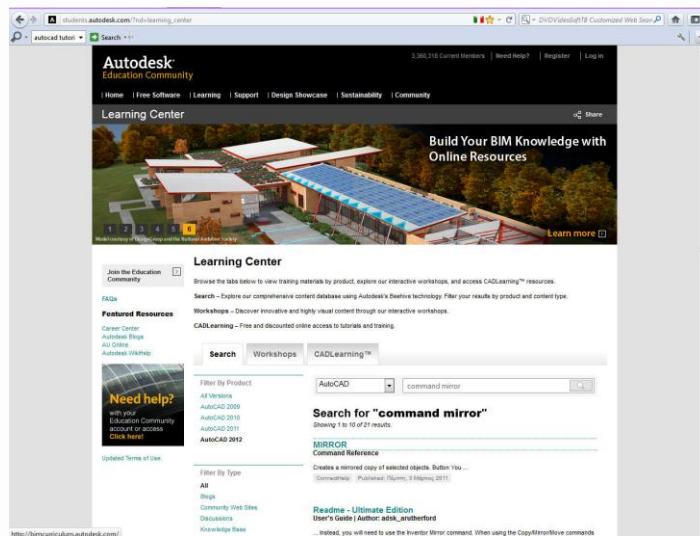 students.autodesk.com/?nd=learning_center
DVDVideoSoftTB Customized Web Sear
autocad tutori
Search
Autodesk
Education Community
3,360,318 Current Members | Need Help? | Register | Log in
| Home | Free Software | Learning | Support | Design Showcase | Sustainability | Community
Learning Center
Share
Build Your BIM Knowledge with
Online Resources
1 2 3 4 5 6
Learn more
Join the Education
Community
FAQs
Featured Resources
Career Center
Autodesk Blogs
AU Online
Autodesk WikiHelp
Need help?
with your
Education Community
account or access
Click here!
Updated Terms of Use.
Learning Center
Browse the tabs below to view training materials by product, explore our interactive workshops, and access CADLearning™ resources.
Search – Explore our comprehensive content database using Autodesk's Beehive technology. Filter your results by product and content type.
Workshops – Discover innovative and highly visual content through our interactive workshops.
CADLearning – Free and discounted online access to tutorials and training.
Search
Workshops
CADLearning™
Filter By Product
All Versions
AutoCAD 2009
AutoCAD 2010
AutoCAD 2011
AutoCAD 2012
Filter By Type
All
Blogs
Community Web Sites
Discussions
Knowledge Base
AutoCAD
command mirror
Search for "command mirror"
Showing 1 to 10 of 21 results.
MIRROR
Command Reference
Creates a mirrored copy of selected objects. Button You ...
ConnectHelp Published: Πέμπτη, 3 Μάρτιος 2011
Readme - Ultimate Edition
User's Guide | Author: adsk_arutherford
... Instead, you will need to use the Inventor Mirror command. When using the Copy/Mirror/Move commands
http://bimcurriculum.autodesk.com/